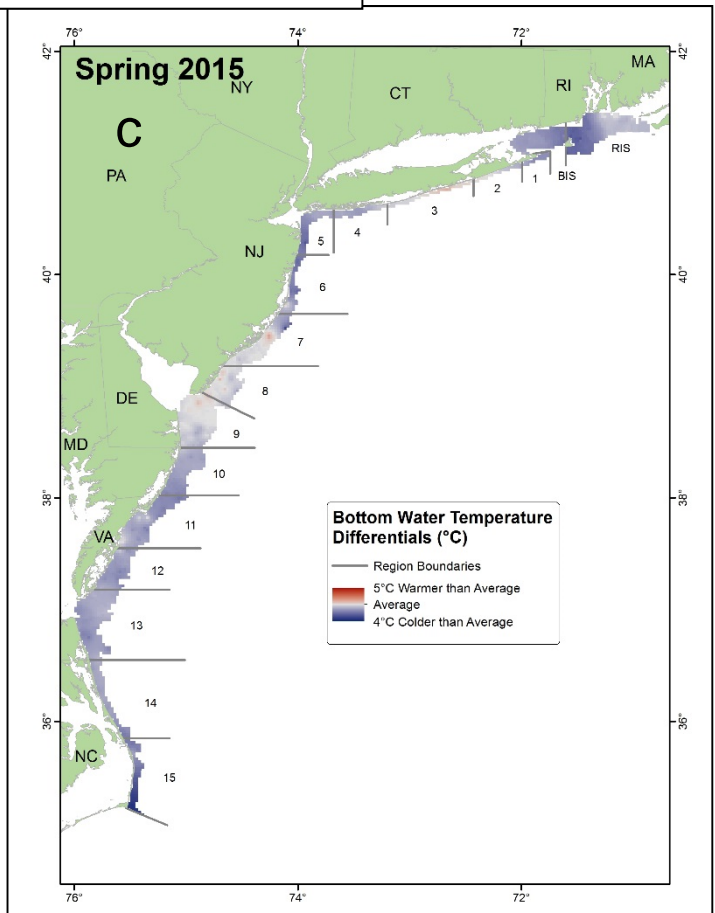 76°
74°
72°
42°
42°
Spring 2015
C
NY
CT
RI
MA
PA
RIS
BIS
1
2
3
4
5
NJ
40°
40°
6
7
8
DE
9
MD
10
38°
38°
11
VA
12
13
14
36°
36°
NC
15
Bottom Water Temperature
Differentials (°C)
Region Boundaries
5°C Warmer than Average
Average
4°C Colder than Average
76°
74°
72°